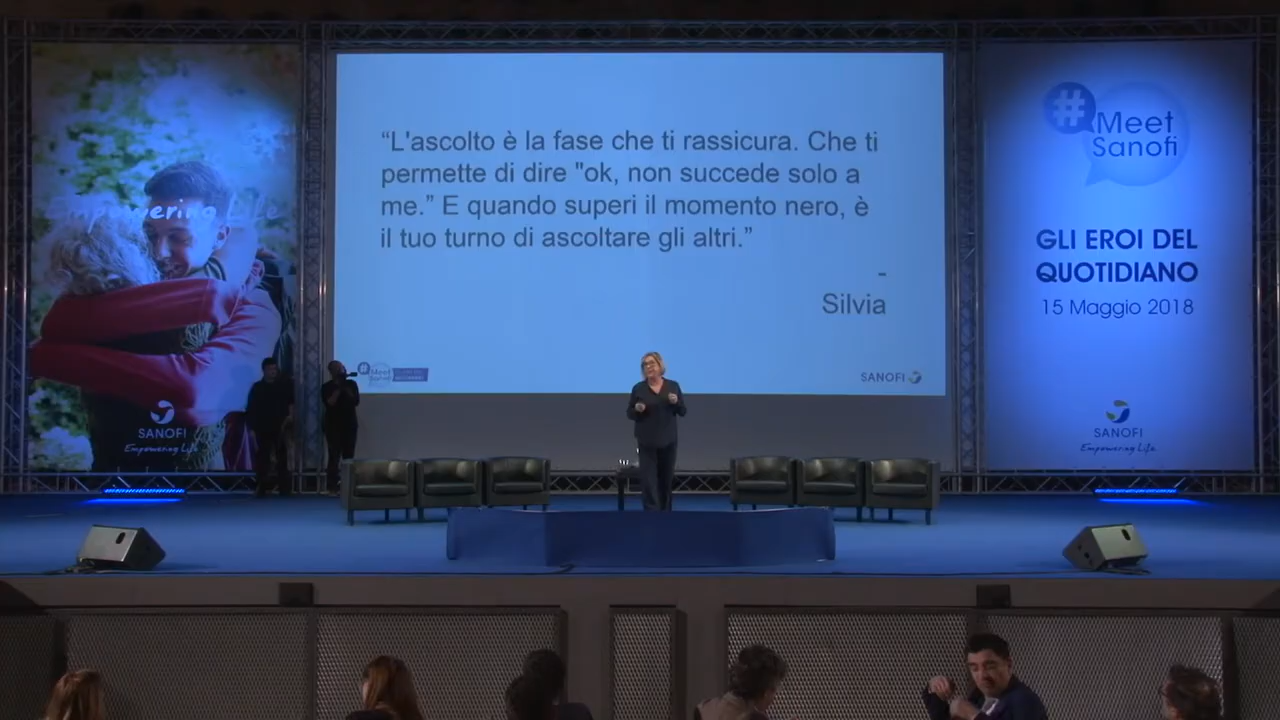 Empowering Life
“L'ascolto è la fase che ti rassicura. Che ti
permette di dire "ok, non succede solo a
me.” E quando superi il momento nero, è
il tuo turno di ascoltare gli altri.”
-
Silvia
# Meet
Sanofi
SANOFI
SANOFI
Empowering Life
#
Meet
Sanofi
GLI EROI DEL
QUOTIDIANO
15 Maggio 2018
SANOFI
Empowering Life